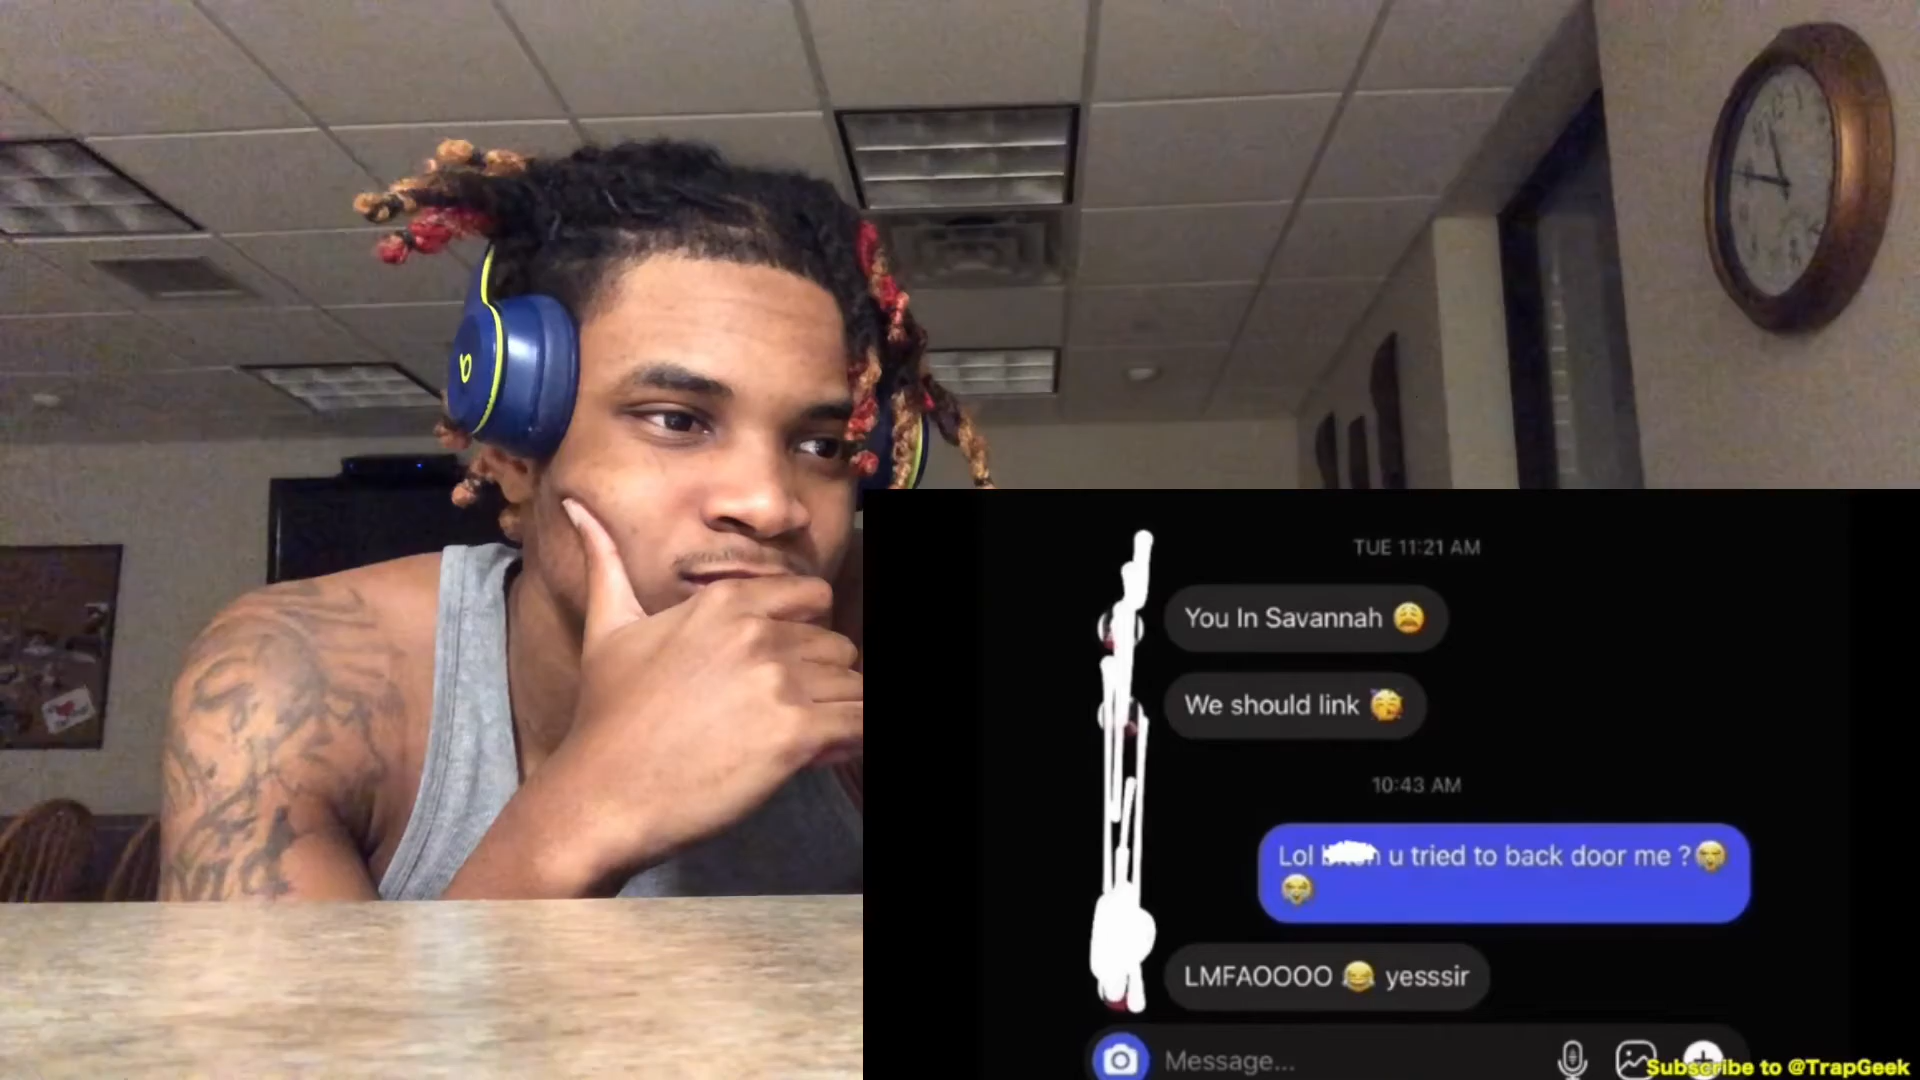 TUE 11:21 AM
You In Savannah 😩
We should link 🥳
10:43 AM
Lol u tried to back door me ?😭
😭
LMFAOOOO 😂 yesssir
Message...
Subscribe to @TrapGeek